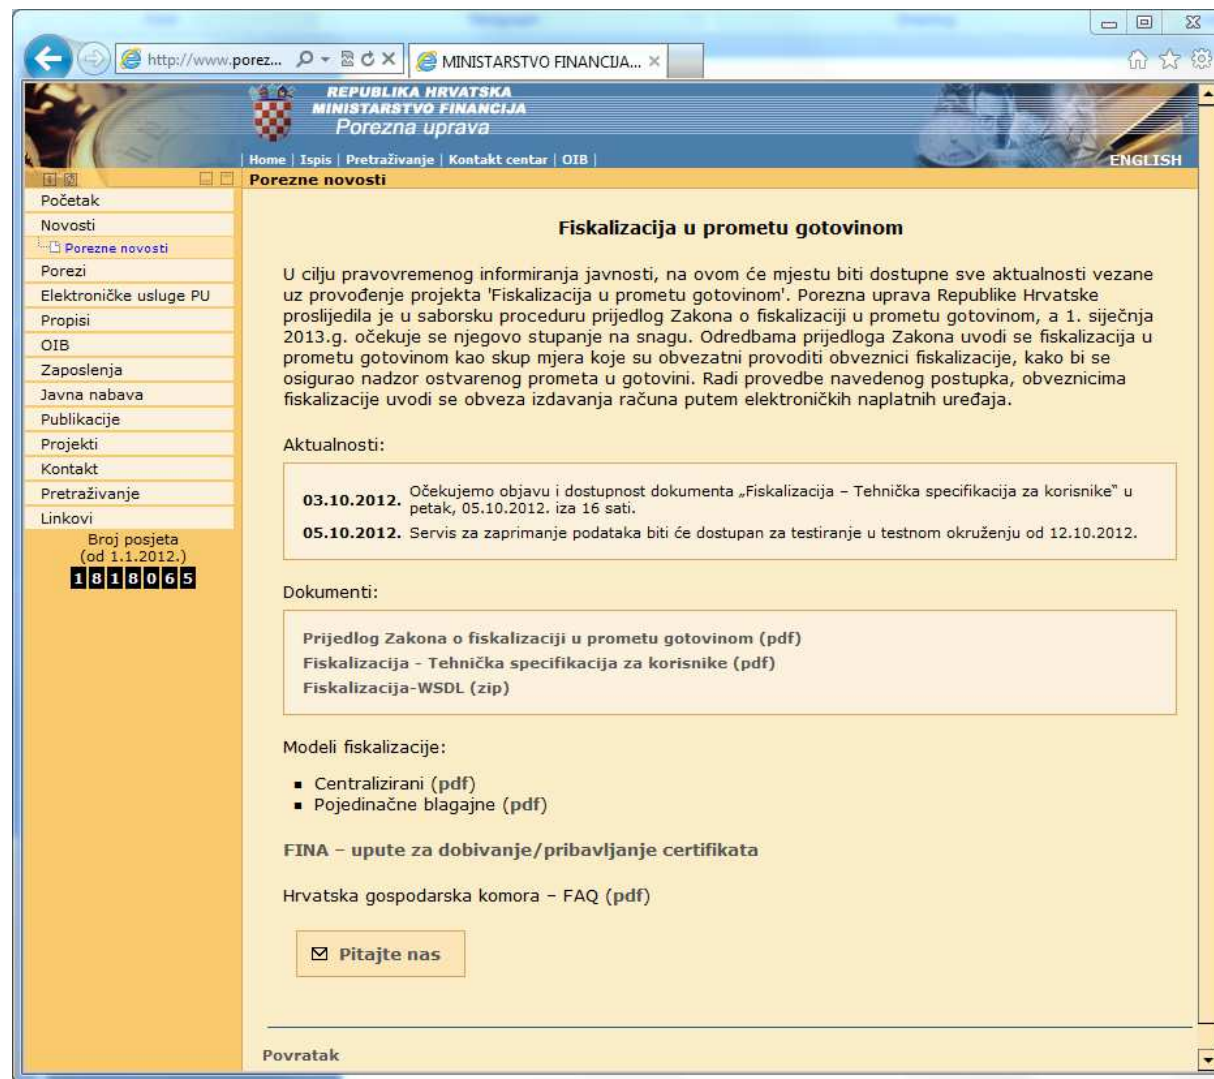 http://www.porez...
MINISTARSTVO FINANCIJA...
REPUBLIKA HRVATSKA
MINISTARSTVO FINANCIJA
Porezna uprava
| Home | Ispis | Pretraživanje | Kontakt centar | OIB |
ENGLISH
Porezne novosti
Početak
Novosti
Porezne novosti
Porezi
Elektroničke usluge PU
Propisi
OIB
Zaposlenja
Javna nabava
Publikacije
Projekti
Kontakt
Pretraživanje
Linkovi
Broj posjeta
(od 1.1.2012.)
1818065
Fiskalizacija u prometu gotovinom
U cilju pravovremenog informiranja javnosti, na ovom će mjestu biti dostupne sve aktualnosti vezane
uz provođenje projekta 'Fiskalizacija u prometu gotovinom'. Porezna uprava Republike Hrvatske
proslijedila je u saborsku proceduru prijedlog Zakona o fiskalizaciji u prometu gotovinom, a 1. siječnja
2013.g. očekuje se njegovo stupanje na snagu. Odredbama prijedloga Zakona uvodi se fiskalizacija u
prometu gotovinom kao skup mjera koje su obvezatni provoditi obveznici fiskalizacije, kako bi se
osigurao nadzor ostvarenog prometa u gotovini. Radi provedbe navedenog postupka, obveznicima
fiskalizacije uvodi se obveza izdavanja računa putem elektroničkih naplatnih uređaja.
Aktualnosti:
03.10.2012. Očekujemo objavu i dostupnost dokumenta „Fiskalizacija – Tehnička specifikacija za korisnike“ u
petak, 05.10.2012. iza 16 sati.
05.10.2012. Servis za zaprimanje podataka biti će dostupan za testiranje u testnom okruženju od 12.10.2012.
Dokumenti:
Prijedlog Zakona o fiskalizaciji u prometu gotovinom (pdf)
Fiskalizacija - Tehnička specifikacija za korisnike (pdf)
Fiskalizacija-WSDL (zip)
Modeli fiskalizacije:
▪ Centralizirani (pdf)
▪ Pojedinačne blagajne (pdf)
FINA – upute za dobivanje/pribavljanje certifikata
Hrvatska gospodarska komora – FAQ (pdf)
Pitajte nas
Povratak